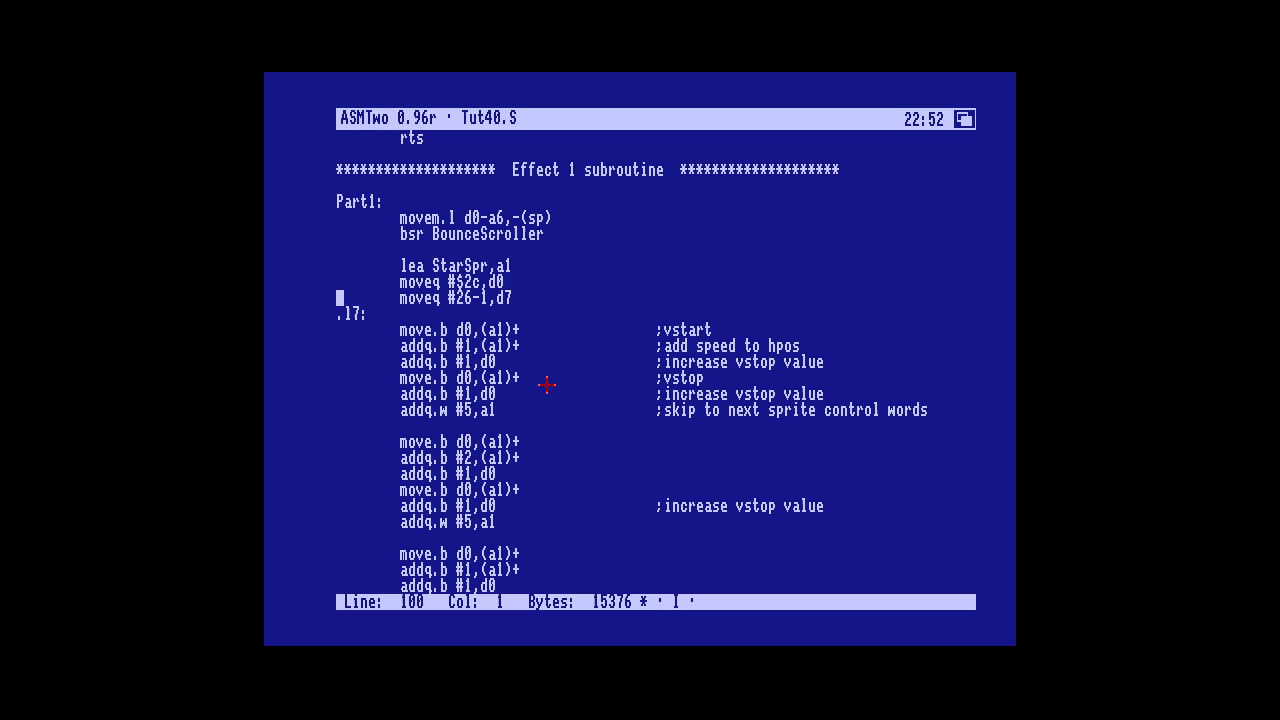 ASMTwo 0.96r · Tut40.S 22:52
rts
******************** Effect 1 subroutine ********************
Part1:
movem.l d0-a6,-(sp)
bsr BounceScroller
lea StarSpr,a1
moveq #$2c,d0
moveq #26-1,d7
.l7:
move.b d0,(a1)+ ;vstart
addq.b #1,(a1)+ ;add speed to hpos
addq.b #1,d0 ;increase vstop value
move.b d0,(a1)+ ;vstop
addq.b #1,d0 ;increase vstop value
addq.w #5,a1 ;skip to next sprite control words
move.b d0,(a1)+
addq.b #2,(a1)+
addq.b #1,d0
move.b d0,(a1)+
addq.b #1,d0 ;increase vstop value
addq.w #5,a1
move.b d0,(a1)+
addq.b #1,(a1)+
addq.b #1,d0
Line: 100 Col: 1 Bytes: 15376 * · I ·